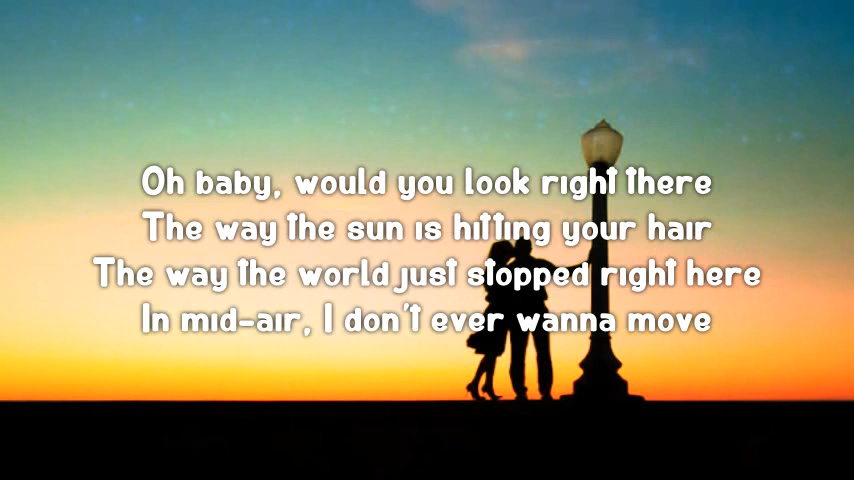 Oh baby, would you look right there
The way the sun is hitting your hair
The way the world just stopped right here
In mid-air, I don't ever wanna move